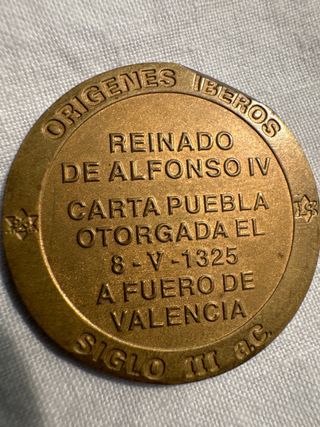 ORIGENES IBEROS
REINADO
DE ALFONSO IV
CARTA PUEBLA
OTORGADA EL
8-V-1325
A FUERO DE
VALENCIA
SIGLO III a.C.